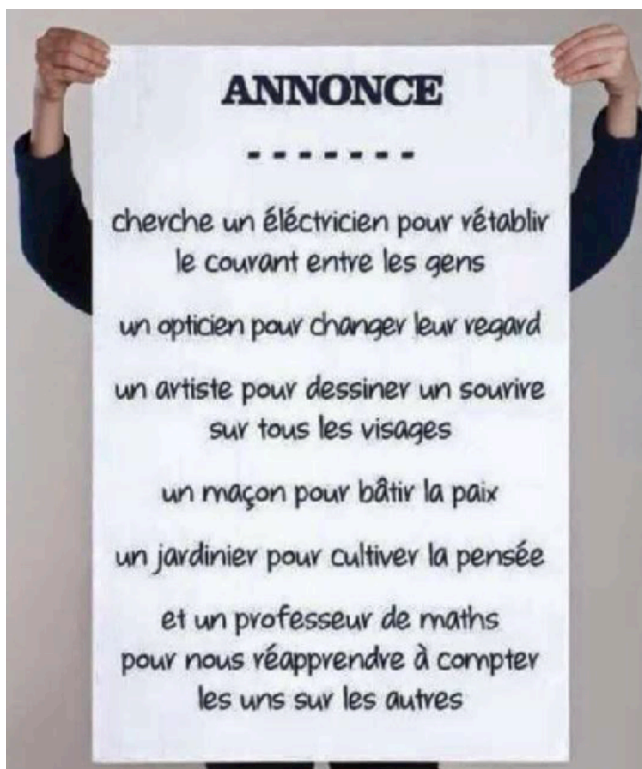 ANNONCE
- - - - - - -
cherche un éléctricien pour rétablir
le courant entre les gens
un opticien pour changer leur regard
un artiste pour dessiner un sourire
sur tous les visages
un maçon pour bâtir la paix
un jardinier pour cultiver la pensée
et un professeur de maths
pour nous réapprendre à compter
les uns sur les autres